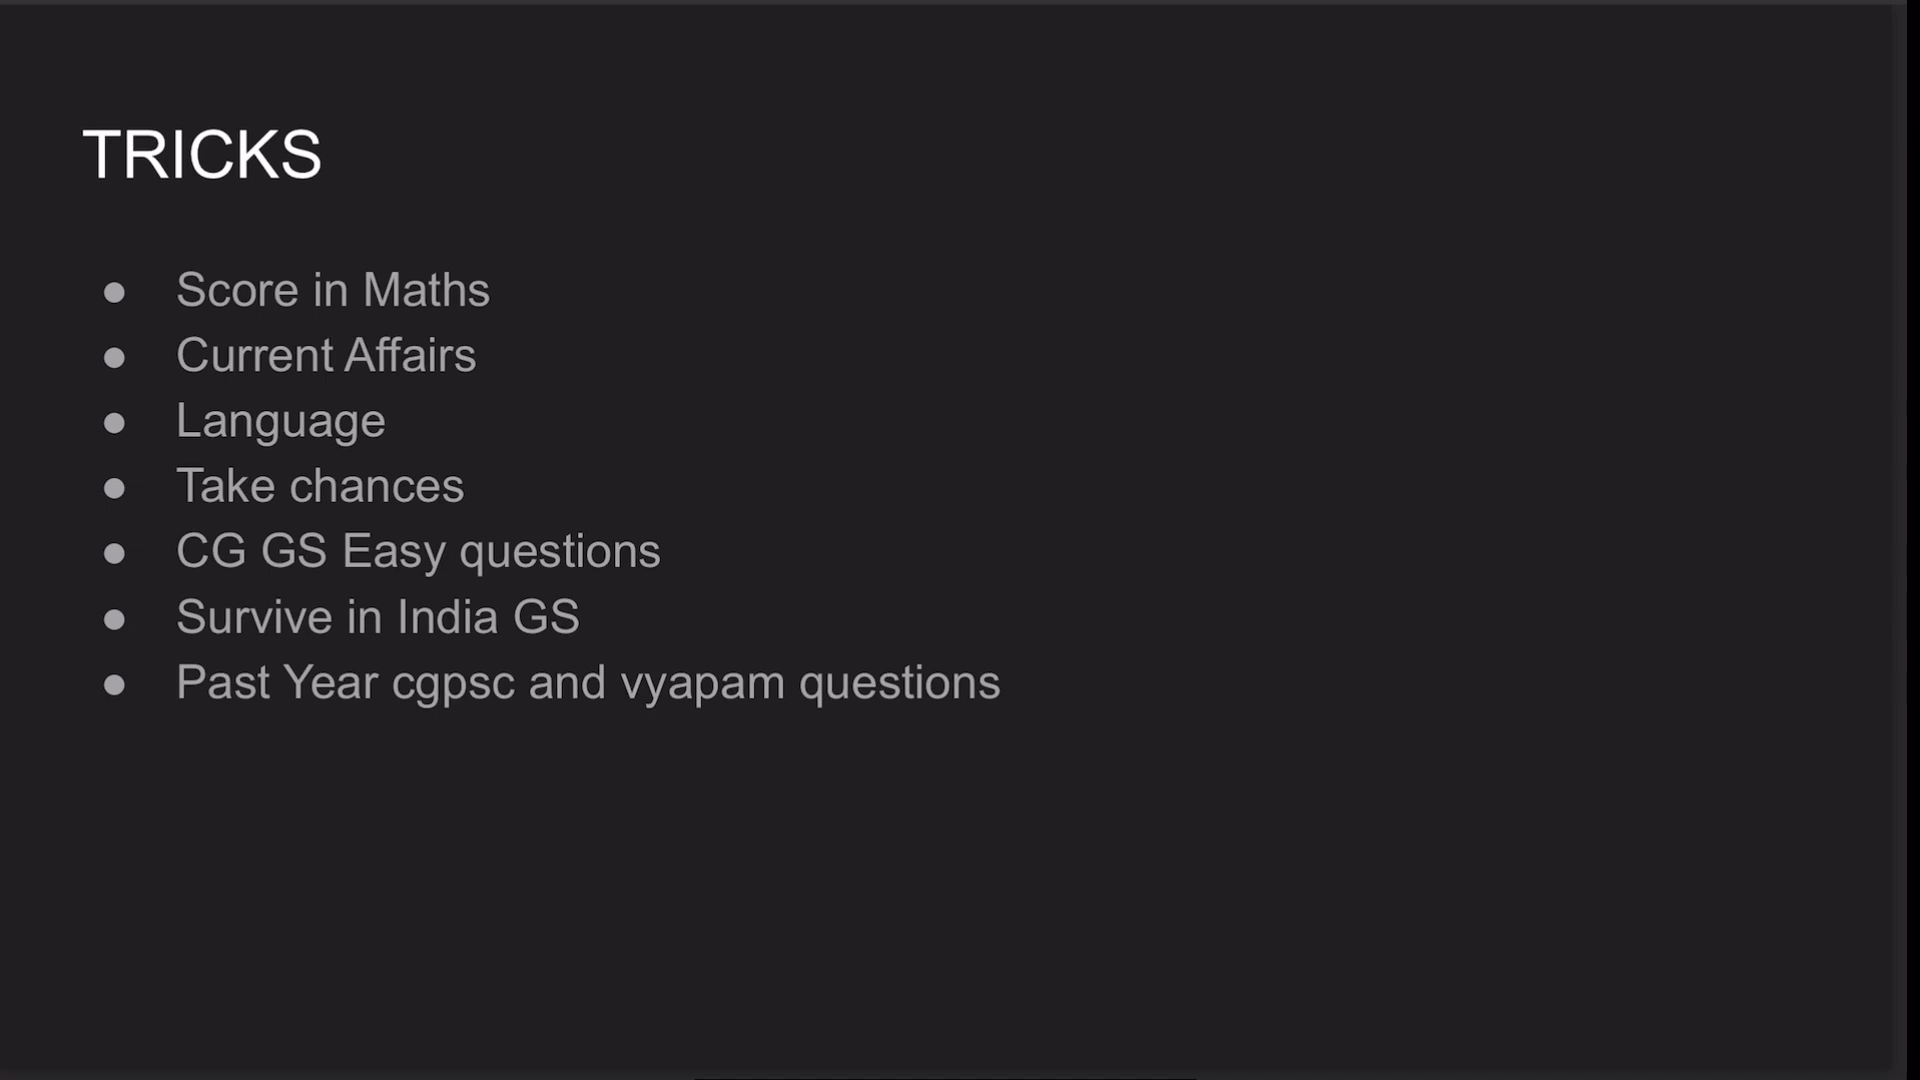 TRICKS
● Score in Maths
● Current Affairs
● Language
● Take chances
● CG GS Easy questions
● Survive in India GS
● Past Year cgpsc and vyapam questions